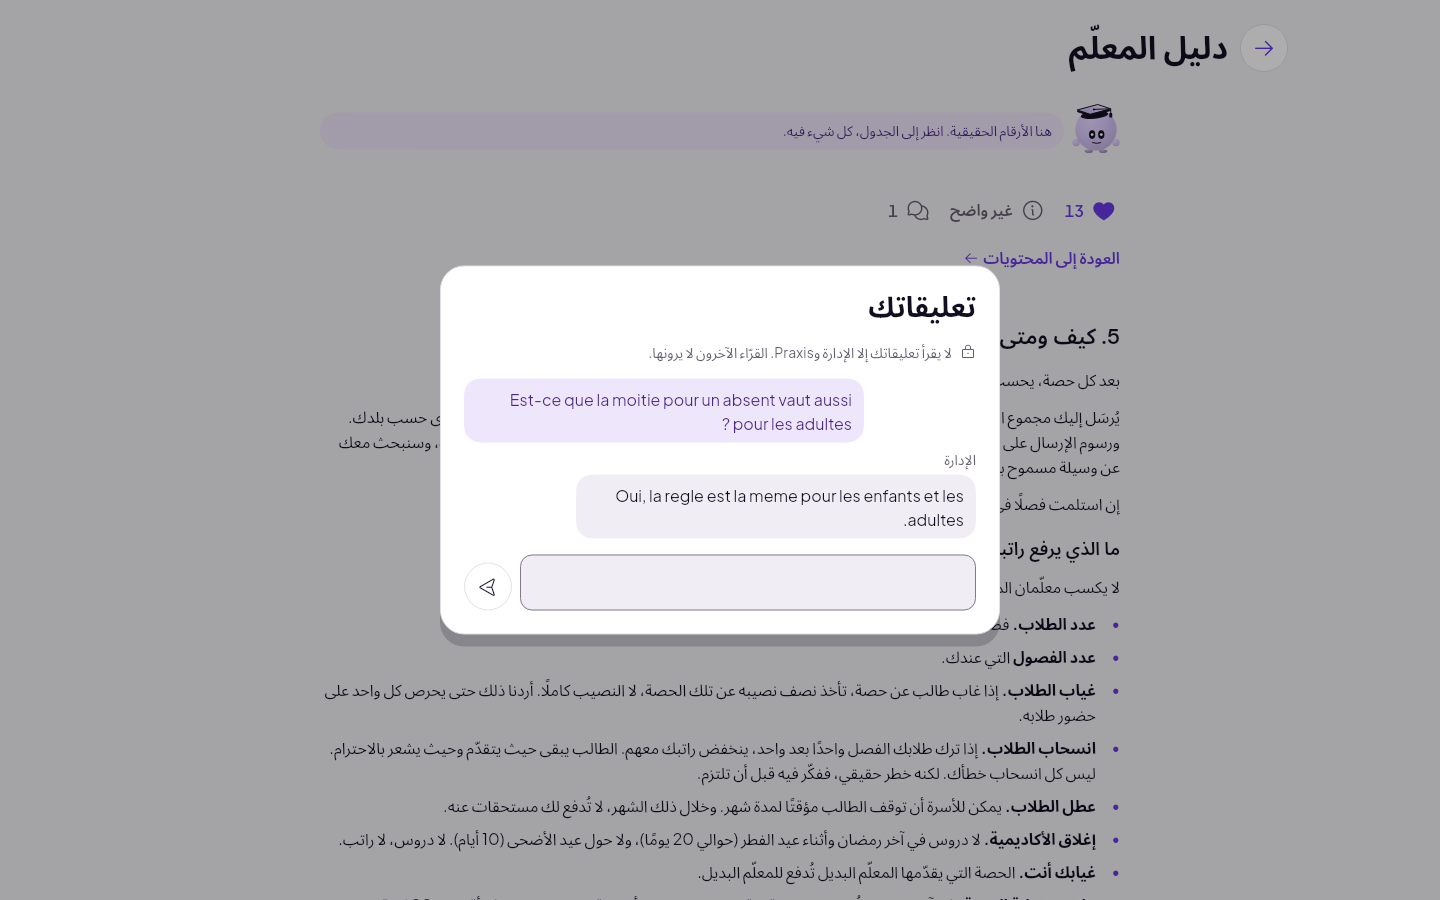 دليل المعلّم
هنا الأرقام الحقيقية. انظر إلى الجدول، كل شيء فيه.
13 غير واضح 1
العودة إلى المحتويات
5. كيف ومتى
تعليقاتك
لا يقرأ تعليقاتك إلا الإدارة وPraxis. القرّاء الآخرون لا يرونها.
بعد كل حصة، يحسب
Est-ce que la moitie pour un absent vaut aussi
pour les adultes ?
يُرسَل إليك مجموع ا
ى حسب بلدك.
ورسوم الإرسال على
، وسنبحث معك
عن وسيلة مسموح ب
الإدارة
Oui, la regle est la meme pour les enfants et les
adultes.
إن استلمت فصلًا في
ما الذي يرفع راتب
لا يكسب معلّمان الم
عدد الطلاب. فص
عدد الفصول التي عندك.
غياب الطلاب. إذا غاب طالب عن حصة، تأخذ نصف نصيبه عن تلك الحصة، لا النصيب كاملًا. أردنا ذلك حتى يحرص كل واحد على
حضور طلابه.
انسحاب الطلاب. إذا ترك طلابك الفصل واحدًا بعد واحد، ينخفض راتبك معهم. الطالب يبقى حيث يتقدّم وحيث يشعر بالاحترام.
ليس كل انسحاب خطأك. لكنه خطر حقيقي، ففكّر فيه قبل أن تلتزم.
عطل الطلاب. يمكن للأسرة أن توقف الطالب مؤقتًا لمدة شهر. وخلال ذلك الشهر، لا تُدفع لك مستحقات عنه.
إغلاق الأكاديمية. لا دروس في آخر رمضان وأثناء عيد الفطر (حوالي 20 يومًا)، ولا حول عيد الأضحى (10 أيام). لا دروس، لا راتب.
غيابك أنت. الحصة التي يقدّمها المعلّم البديل تُدفع للمعلّم البديل.